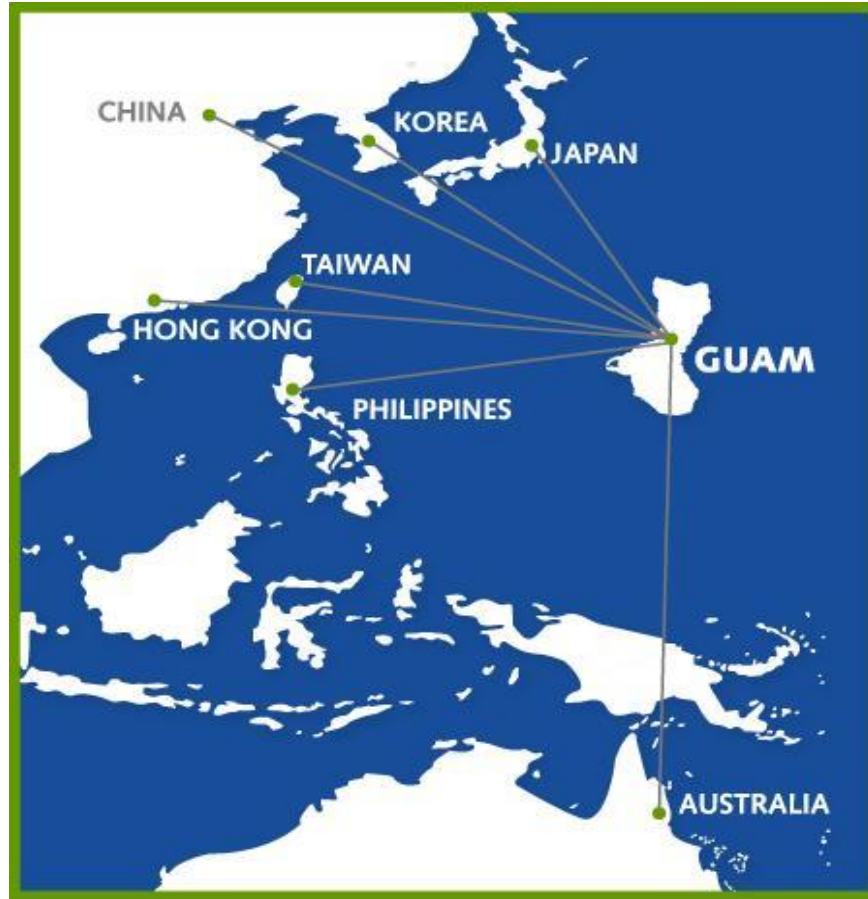 CHINA
KOREA
JAPAN
TAIWAN
HONG KONG
GUAM
PHILIPPINES
AUSTRALIA